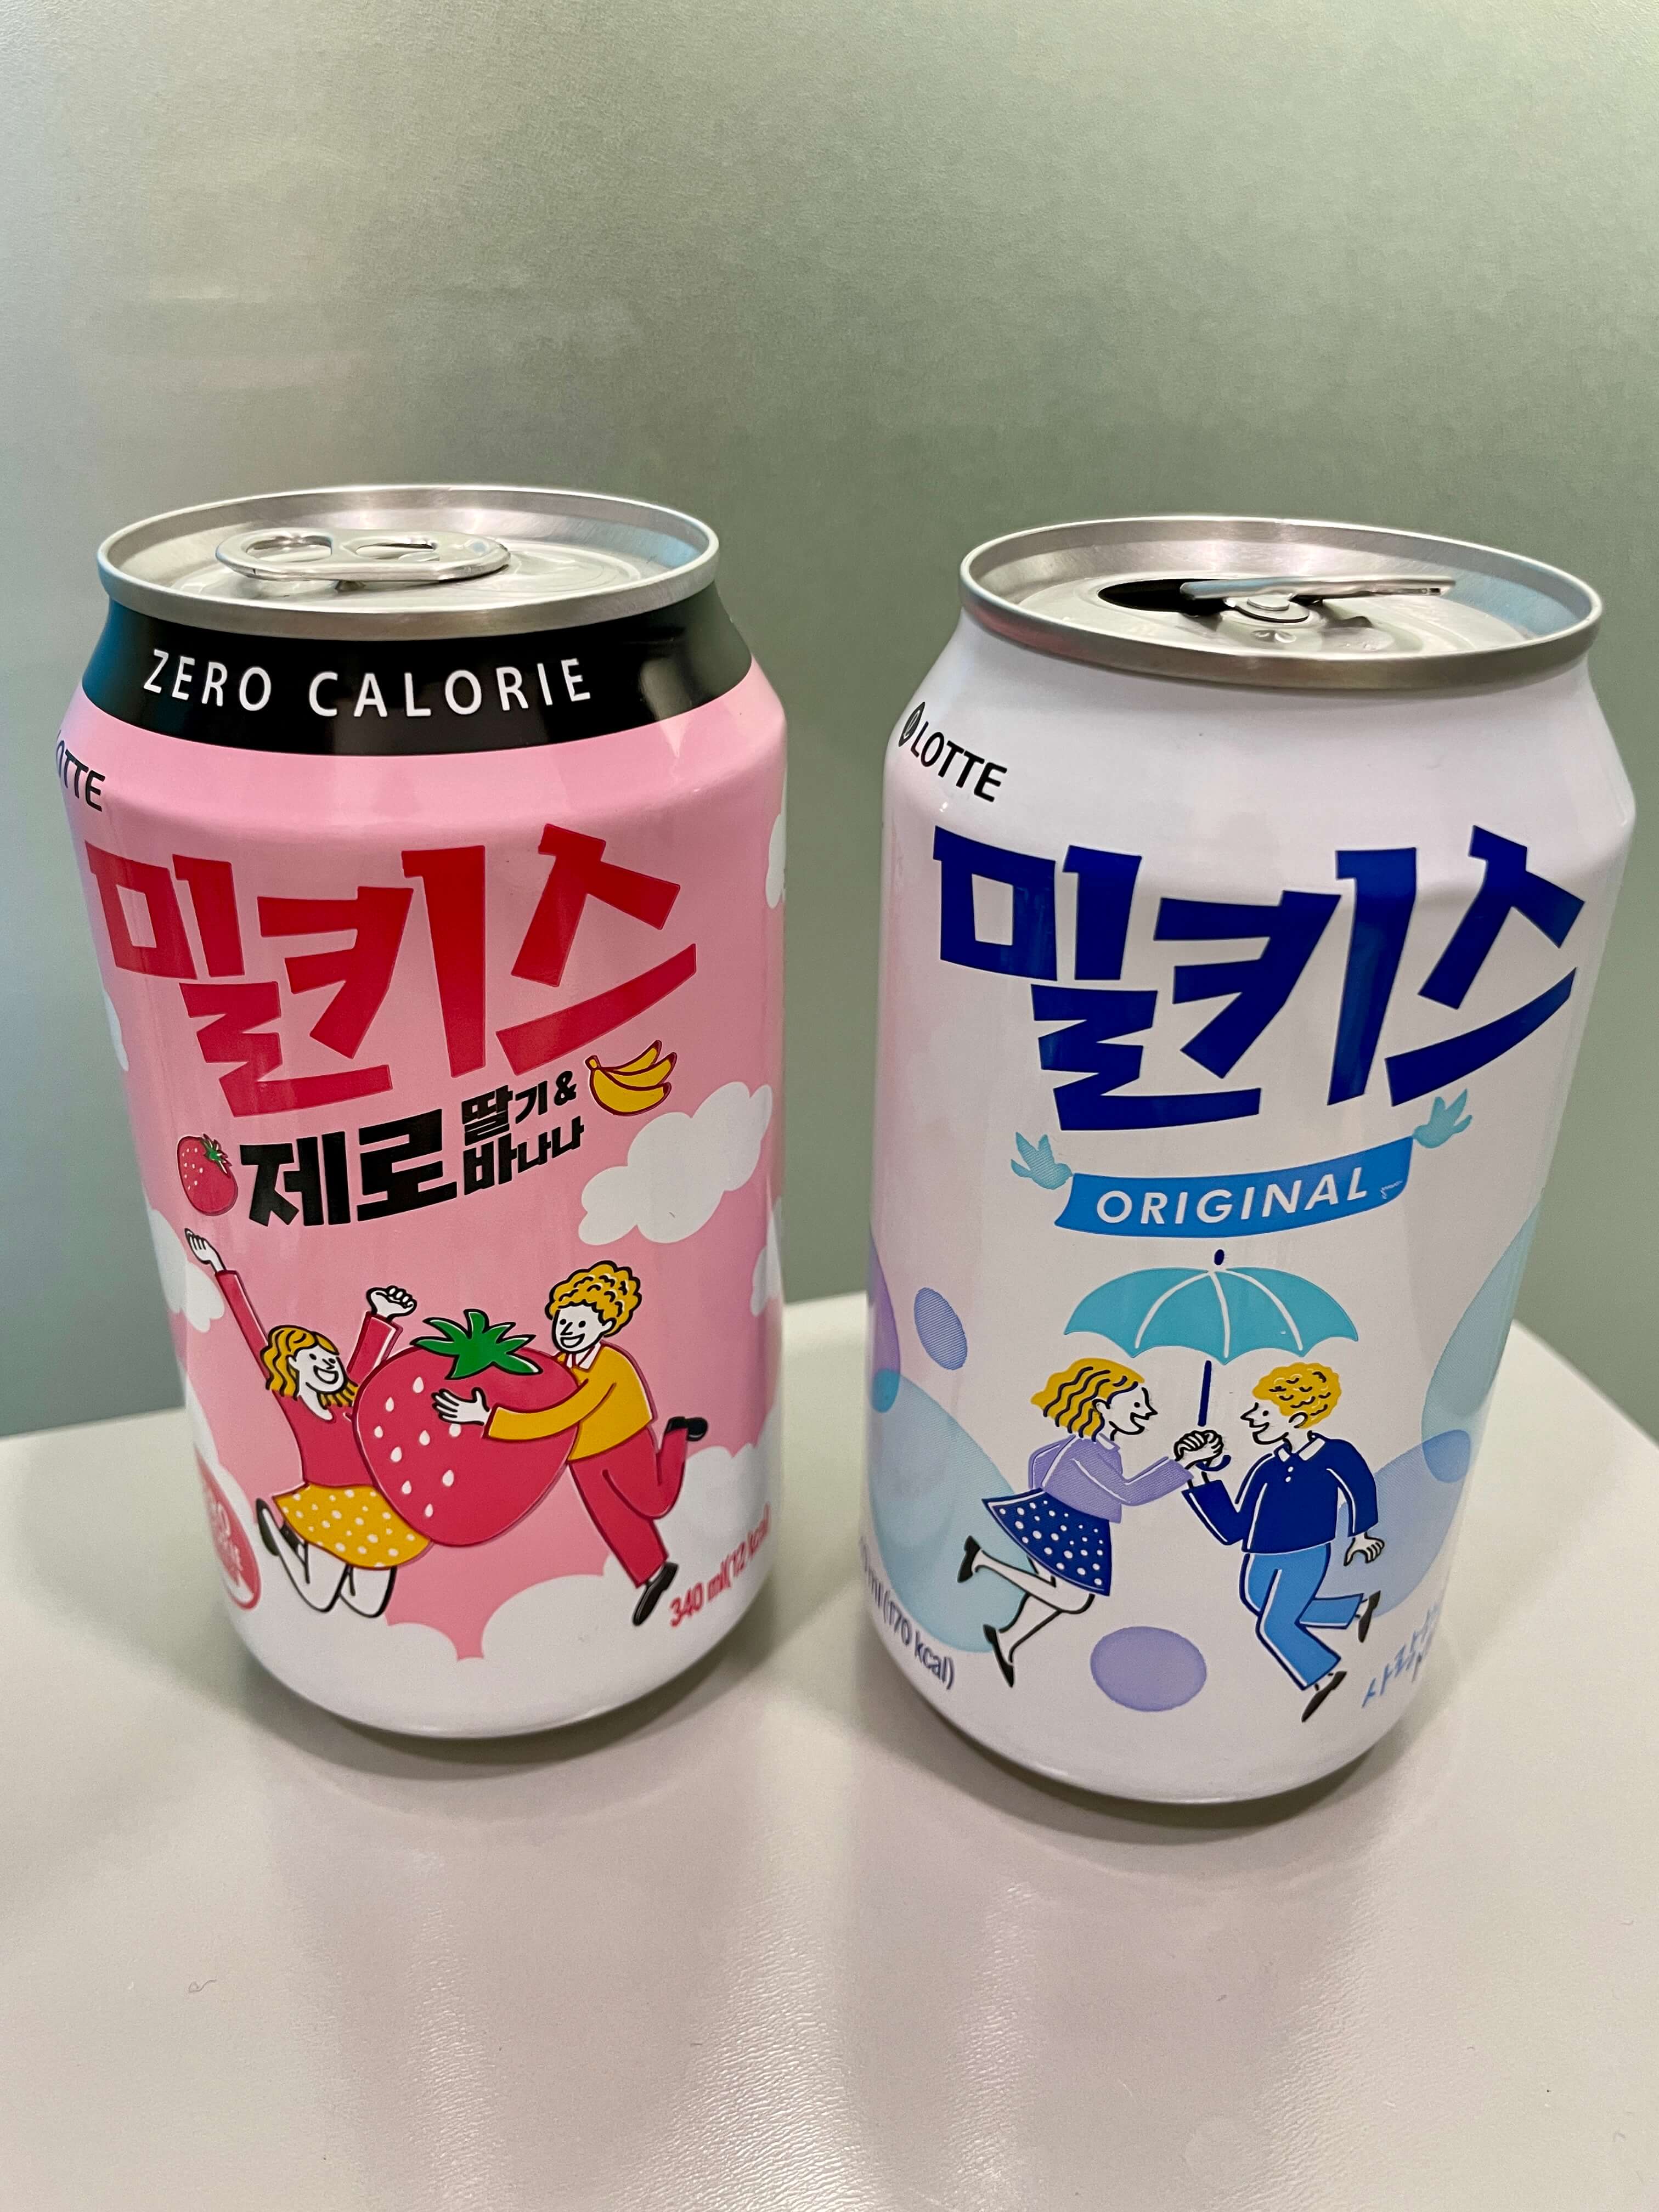 ZERO CALORIE
밀키스
제로 딸기&
바나나
340 ml(12 kcal)
LOTTE
밀키스
ORIGINAL
ml(170 kcal)